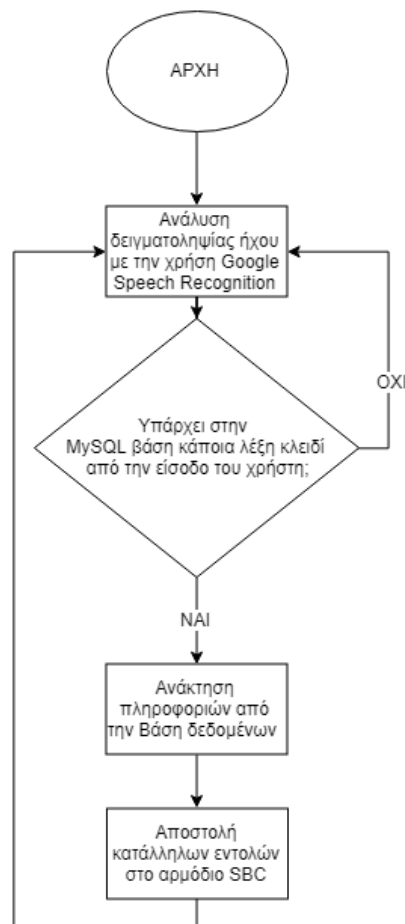 ΑΡΧΗ
Ανάλυση
δειγματοληψίας ήχου
με την χρήση Google
Speech Recognition
ΟΧΙ
Υπάρχει στην
MySQL βάση κάποια λέξη κλειδί
από την είσοδο του χρήστη;
ΝΑΙ
Ανάκτηση
πληροφοριών από
την Βάση δεδομένων
Αποστολή
κατάλληλων εντολών
στο αρμόδιο SBC